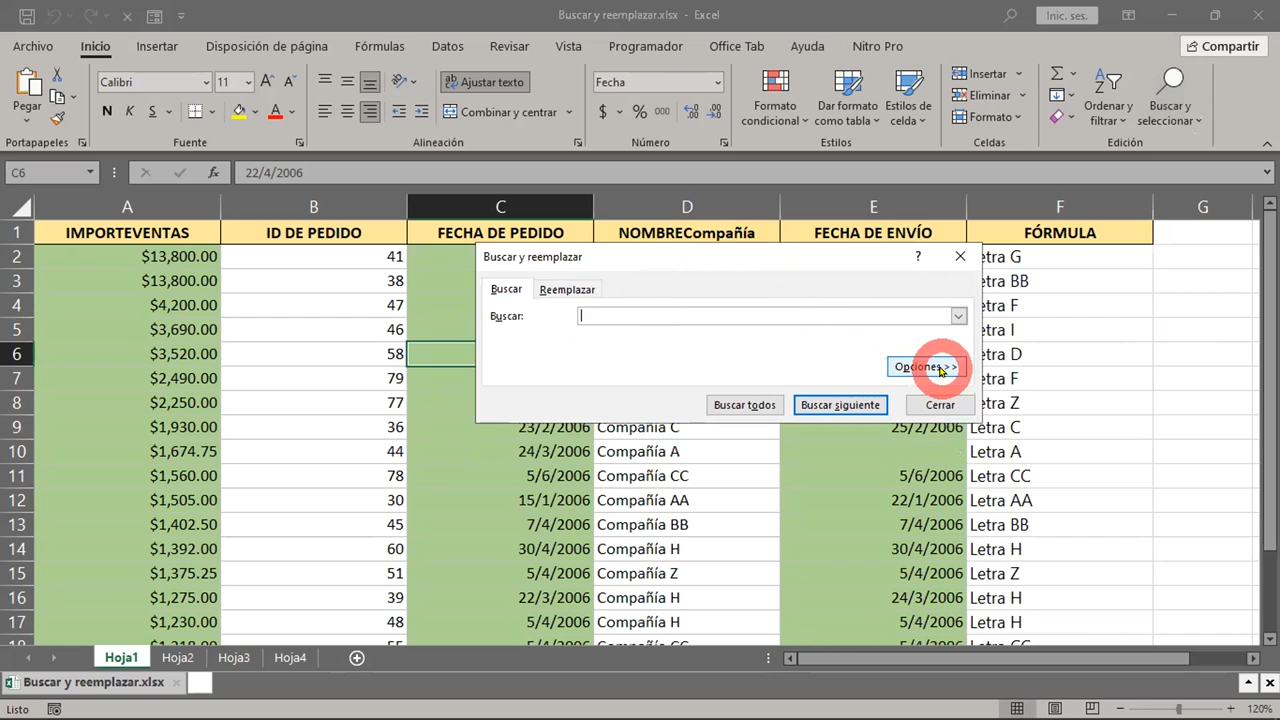 Buscar y reemplazar.xlsx - Excel
Inic. ses.
Archivo Inicio Insertar Disposición de página Fórmulas Datos Revisar Vista Programador Office Tab Ayuda Nitro Pro Compartir
Pegar
Calibri 11
N K S
Ajustar texto
Combinar y centrar
Fecha
$ % 000
Formato condicional
Dar formato como tabla
Estilos de celda
Insertar
Eliminar
Formato
Ordenar y filtrar
Buscar y seleccionar
Portapapeles Fuente Alineación Número Estilos Celdas Edición
C6 fx 22/4/2006
A B C D E F G
1 IMPORTEVENTAS ID DE PEDIDO FECHA DE PEDIDO NOMBRECompañía FECHA DE ENVÍO FÓRMULA
2 $13,800.00 41 etra G
3 $13,800.00 38 etra BB
4 $4,200.00 47 etra F
5 $3,690.00 46 etra I
6 $3,520.00 58 etra D
7 $2,490.00 79 etra F
8 $2,250.00 77 etra Z
9 $1,930.00 36 23/2/2006 Compañía C 25/2/2006 Letra C
10 $1,674.75 44 24/3/2006 Compañía A Letra A
11 $1,560.00 78 5/6/2006 Compañía CC 5/6/2006 Letra CC
12 $1,505.00 30 15/1/2006 Compañía AA 22/1/2006 Letra AA
13 $1,402.50 45 7/4/2006 Compañía BB 7/4/2006 Letra BB
14 $1,392.00 60 30/4/2006 Compañía H 30/4/2006 Letra H
15 $1,375.25 51 5/4/2006 Compañía Z 5/4/2006 Letra Z
16 $1,275.00 39 22/3/2006 Compañía H 24/3/2006 Letra H
17 $1,230.00 48 5/4/2006 Compañía H 5/4/2006 Letra H
Buscar y reemplazar ?
Buscar Reemplazar
Buscar:
Opciones >>
Buscar todos Buscar siguiente Cerrar
Hoja1 Hoja2 Hoja3 Hoja4
Buscar y reemplazar.xlsx
Listo 120%